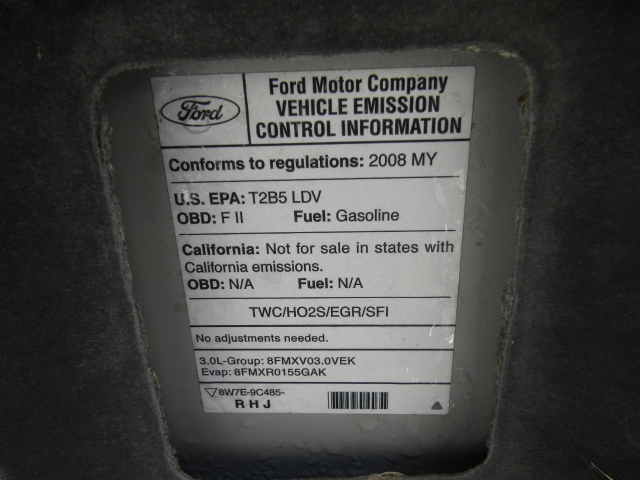 Ford
Ford Motor Company
VEHICLE EMISSION
CONTROL INFORMATION
Conforms to regulations: 2008 MY
U.S. EPA: T2B5 LDV
OBD: F II Fuel: Gasoline
California: Not for sale in states with
California emissions.
OBD: N/A Fuel: N/A
TWC/HO2S/EGR/SFI
No adjustments needed.
3.0L-Group: 8FMXV03.0VEK
Evap: 8FMXR0155GAK
8W7E-9C485-
R H J